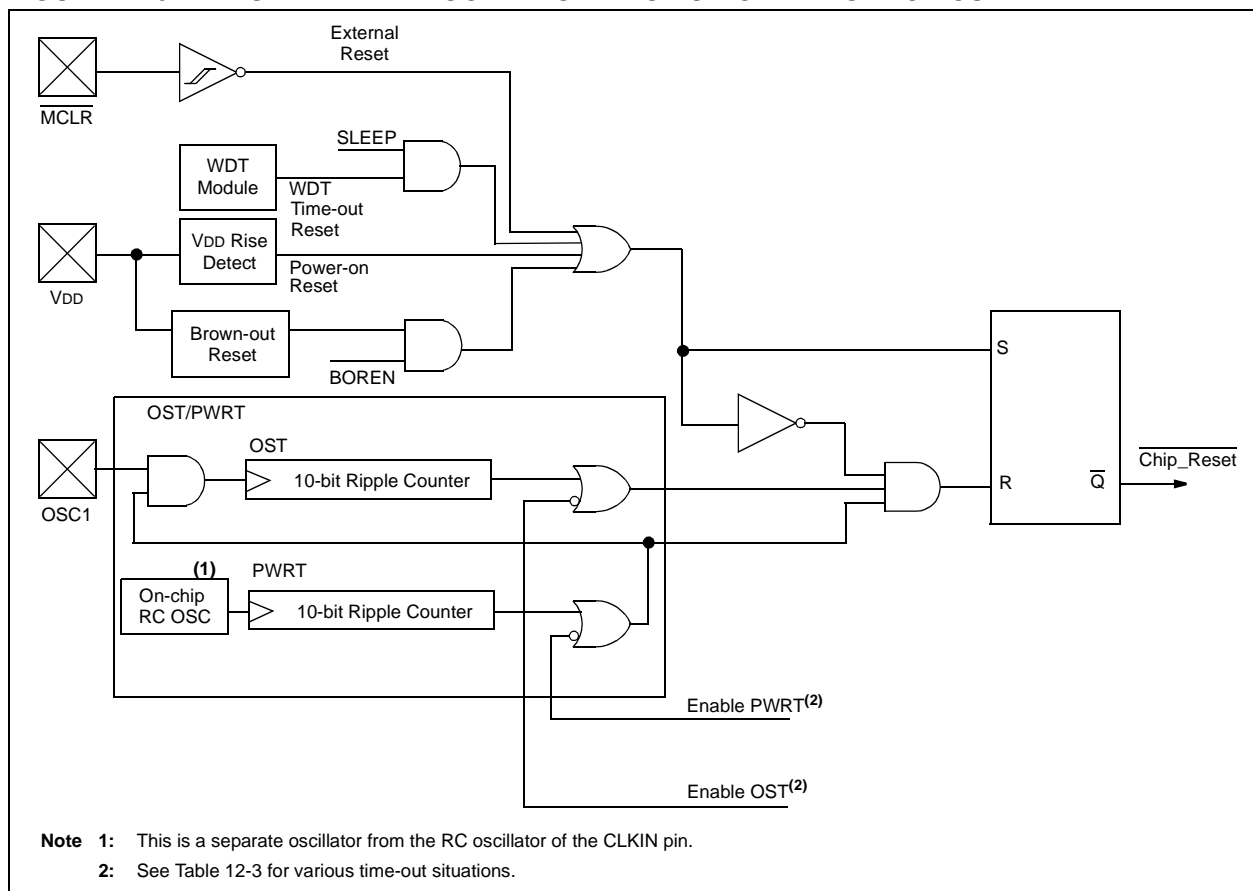 External
Reset
MCLR
SLEEP
WDT
Module
WDT
Time-out
Reset
VDD Rise
Detect
Power-on
Reset
VDD
Brown-out
Reset
BOREN
S
OST/PWRT
OST
10-bit Ripple Counter
OSC1
R
Q
Chip_Reset
(1)
PWRT
On-chip
RC OSC
10-bit Ripple Counter
Enable PWRT(2)
Enable OST(2)
Note 1: This is a separate oscillator from the RC oscillator of the CLKIN pin.
2: See Table 12-3 for various time-out situations.